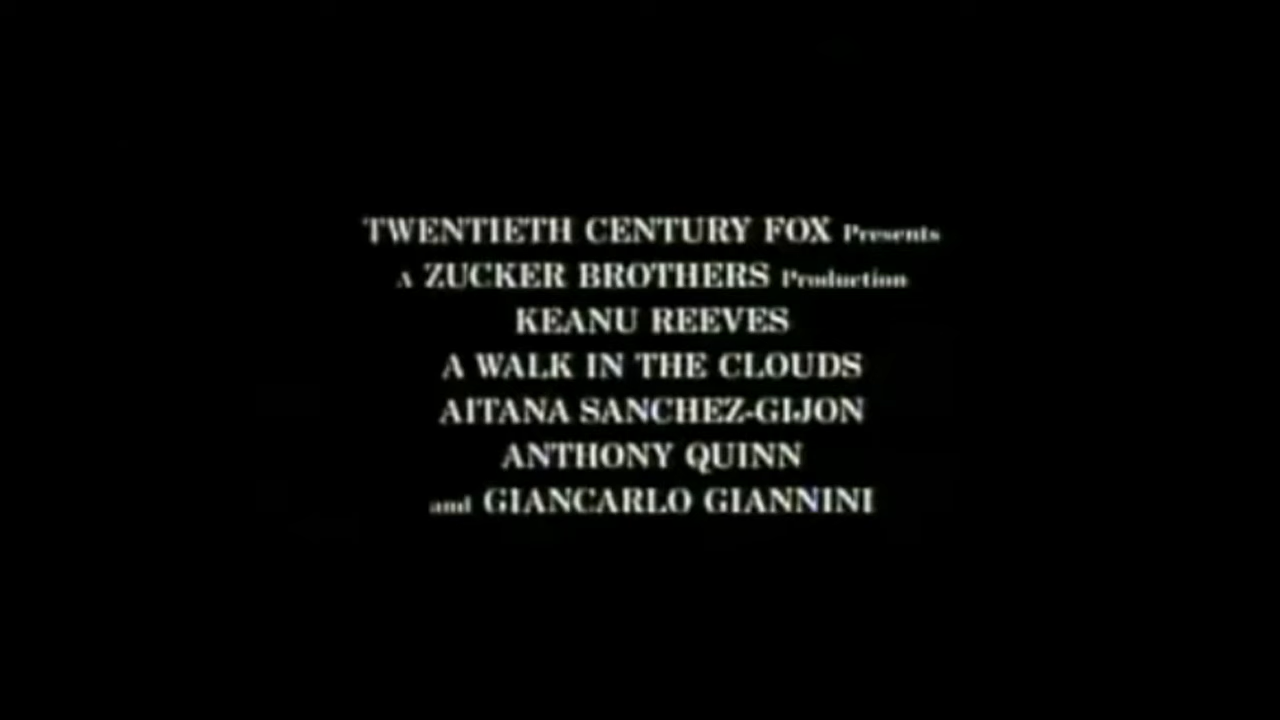 TWENTIETH CENTURY FOX Presents
A ZUCKER BROTHERS Production
KEANU REEVES
A WALK IN THE CLOUDS
AITANA SANCHEZ-GIJON
ANTHONY QUINN
and GIANCARLO GIANNINI